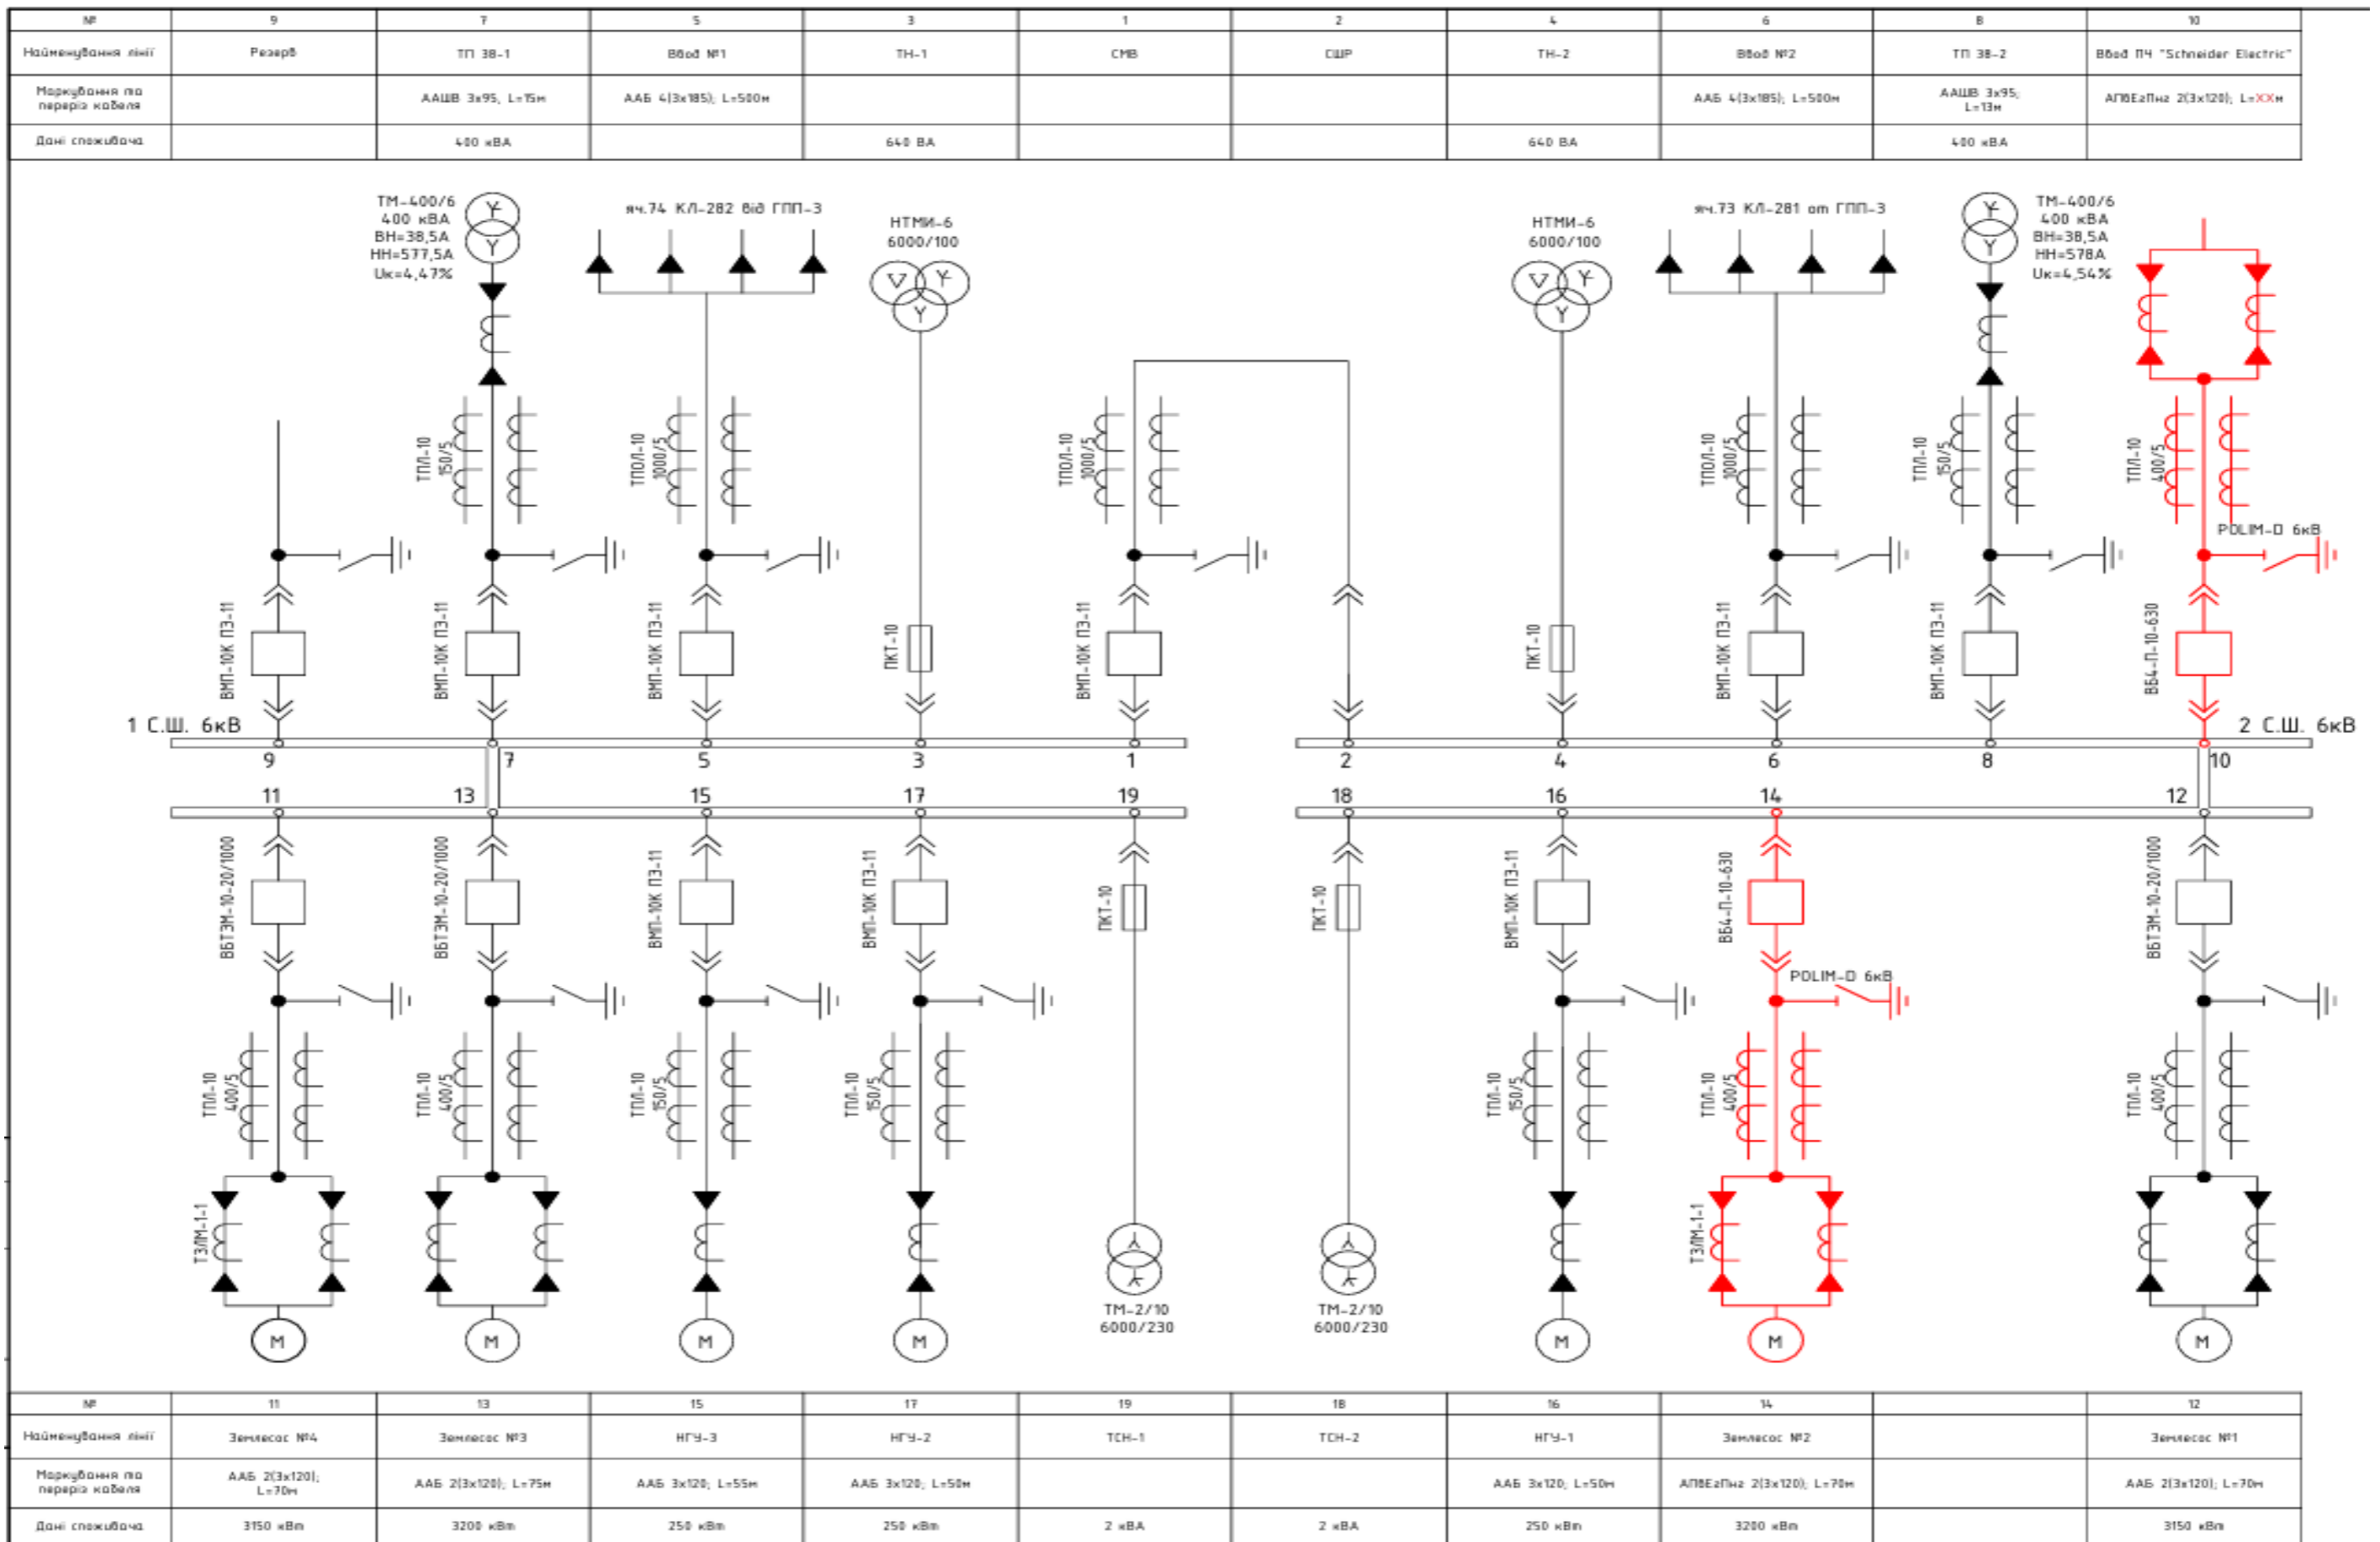 № 9 7 5 3 1 2 4 6 8 10
Найменування лінії Резерв ТП 38-1 Ввод №1 ТН-1 СМВ СШР ТН-2 Ввод №2 ТП 38-2 Ввод ПЧ "Schneider Electric"
Маркування та переріз кабеля ААШВ 3х95, L=15м ААБ 4(3х185); L=500м ААБ 4(3х185); L=500м ААШВ 3х95; L=13м АПвЕгПнг 2(3х120); L=XXм
Дані споживача 400 кВА 640 ВА 640 ВА 400 кВА
ТМ-400/6
400 кВА
ВН=38,5А
НН=577,5А
Uк=4,47%
яч.74 КЛ-282 від ГПП-3
НТМИ-6
6000/100
НТМИ-6
6000/100
яч.73 КЛ-281 от ГПП-3
ТМ-400/6
400 кВА
ВН=38,5А
НН=578А
Uк=4,54%
ТПЛ-10
150/5
ТПОЛ-10
1000/5
ТПОЛ-10
1000/5
ТПОЛ-10
1000/5
ТПЛ-10
150/5
ТПЛ-10
400/5
POLIM-D 6кВ
ВМП-10К ПЗ-11
ВМП-10К ПЗ-11
ВМП-10К ПЗ-11
ПКТ-10
ВМП-10К ПЗ-11
ПКТ-10
ВМП-10К ПЗ-11
ВМП-10К ПЗ-11
ВБ4-П-10-630
1 С.Ш. 6кВ
2 С.Ш. 6кВ
9 7 5 3 1 2 4 6 8 10
11 13 15 17 19 18 16 14 12
ВБТЭМ-10-20/1000
ВБТЭМ-10-20/1000
ВМП-10К ПЗ-11
ВМП-10К ПЗ-11
ПКТ-10
ПКТ-10
ВМП-10К ПЗ-11
ВБ4-П-10-630
ВБТЭМ-10-20/1000
POLIM-D 6кВ
ТПЛ-10
400/5
ТПЛ-10
400/5
ТПЛ-10
150/5
ТПЛ-10
150/5
ТПЛ-10
150/5
ТПЛ-10
400/5
ТПЛ-10
400/5
ТЗЛМ-1-1
ТЗЛМ-1-1
ТМ-2/10
6000/230
ТМ-2/10
6000/230
М М М М М М М
№ 11 13 15 17 19 18 16 14 12
Найменування лінії Землесос №4 Землесос №3 НГУ-3 НГУ-2 ТСН-1 ТСН-2 НГУ-1 Землесос №2 Землесос №1
Маркування та переріз кабеля ААБ 2(3х120); L=70м ААБ 2(3х120); L=75м ААБ 3х120; L=55м ААБ 3х120; L=50м ААБ 3х120; L=50м АПвЕгПнг 2(3х120); L=70м ААБ 2(3х120); L=70м
Дані споживача 3150 кВт 3200 кВт 250 кВт 250 кВт 2 кВА 2 кВА 250 кВт 3200 кВт 3150 кВт